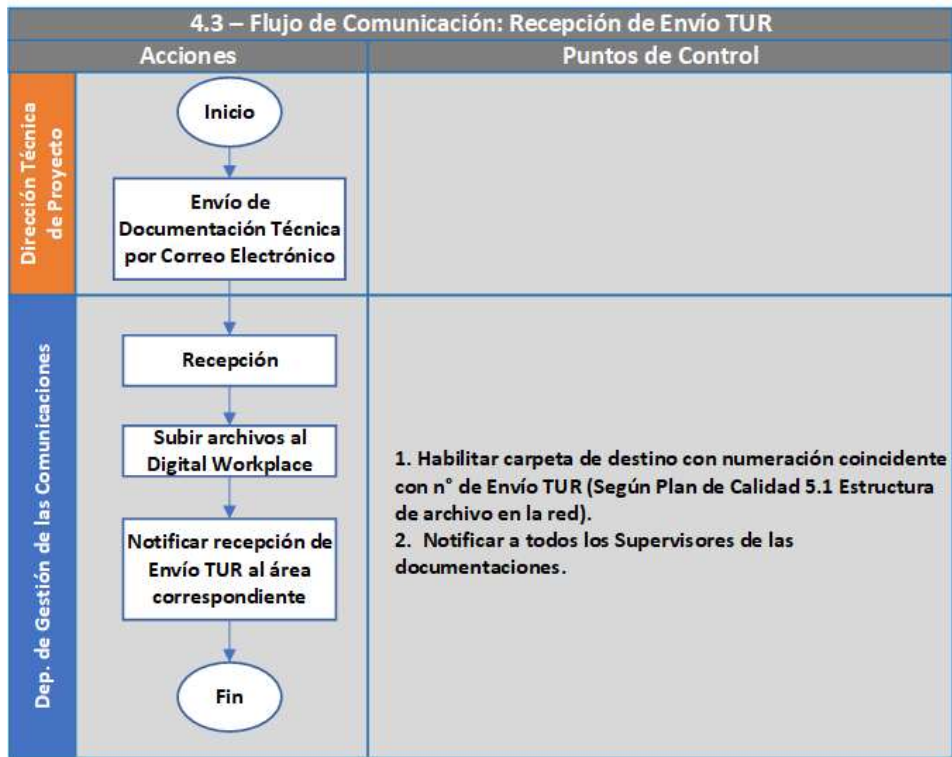 4.3 – Flujo de Comunicación: Recepción de Envío TUR
Acciones
Puntos de Control
Dirección Técnica
de Proyecto
Inicio
Envío de
Documentación Técnica
por Correo Electrónico
Dep. de Gestión de las Comunicaciones
Recepción
Subir archivos al
Digital Workplace
Notificar recepción de
Envío TUR al área
correspondiente
Fin
1. Habilitar carpeta de destino con numeración coincidente
con n° de Envío TUR (Según Plan de Calidad 5.1 Estructura
de archivo en la red).
2. Notificar a todos los Supervisores de las
documentaciones.